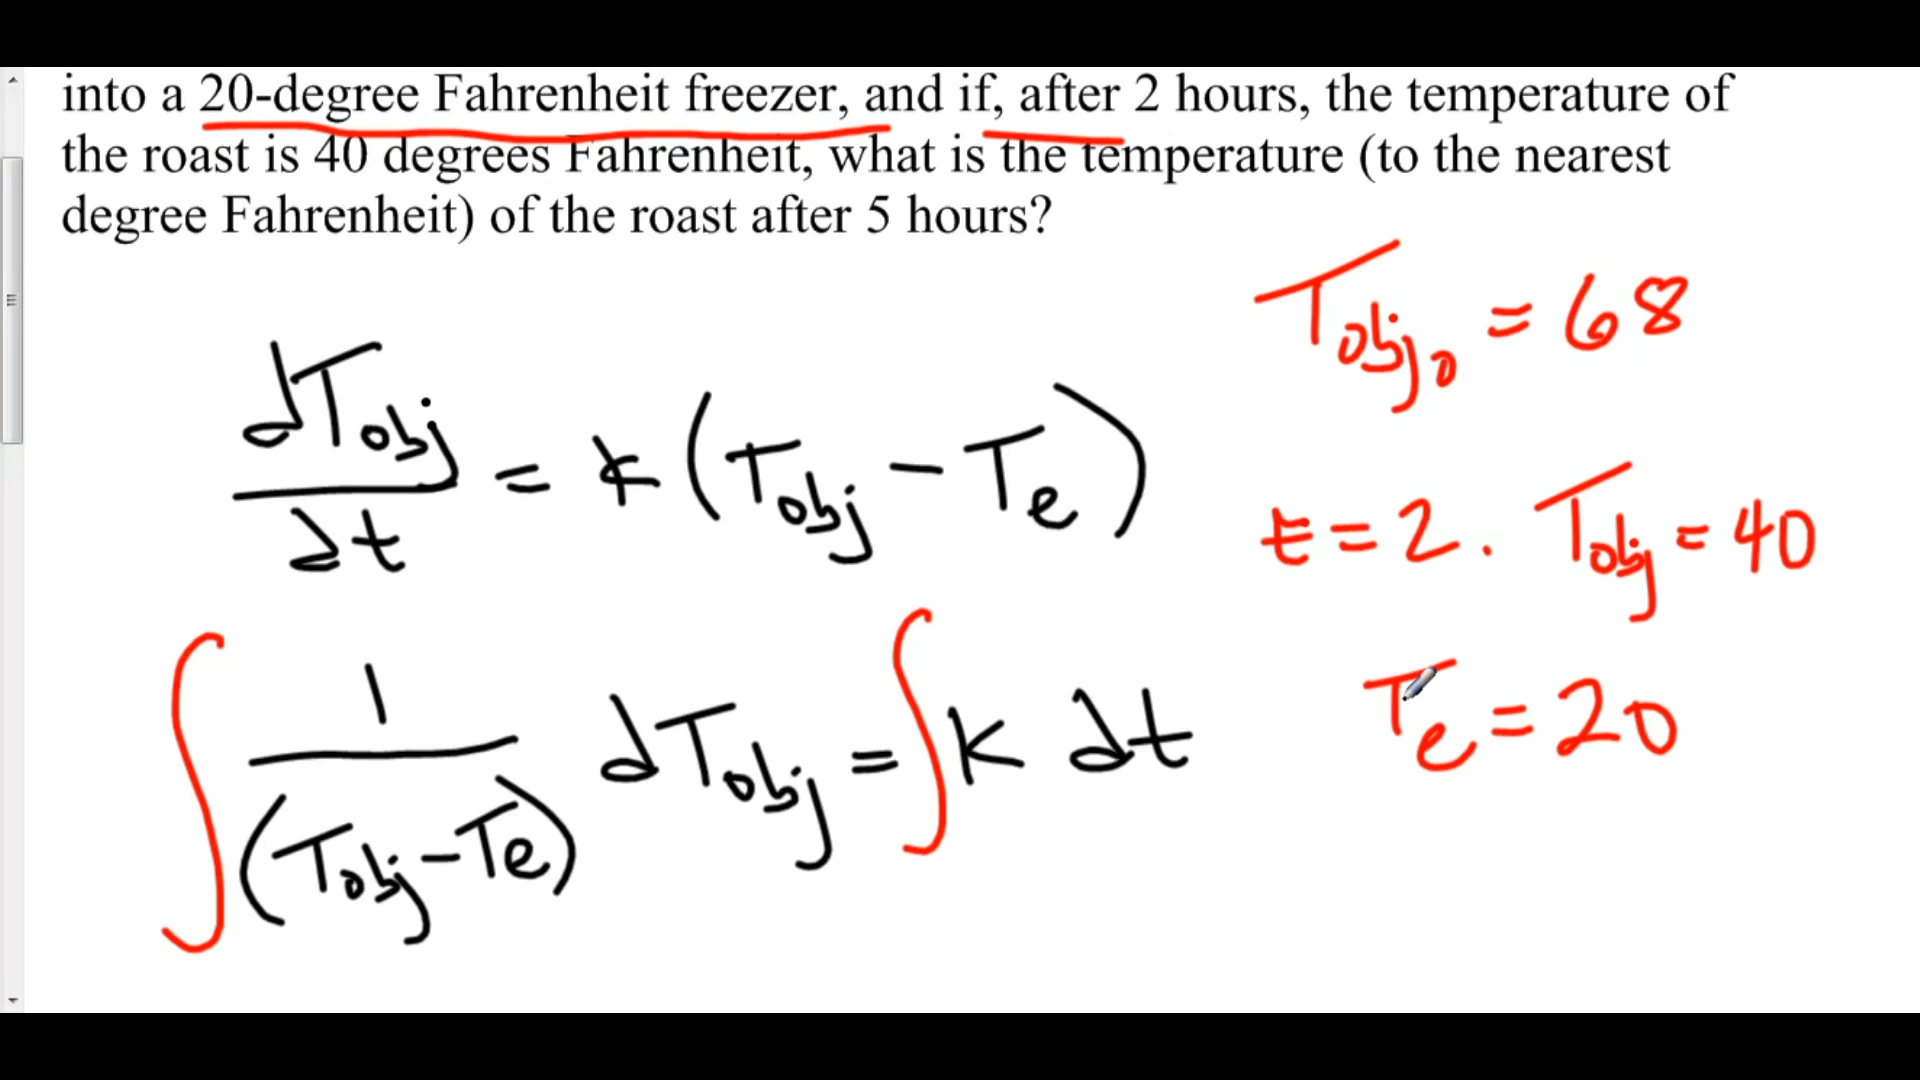 into a 20-degree Fahrenheit freezer, and if, after 2 hours, the temperature of
the roast is 40 degrees Fahrenheit, what is the temperature (to the nearest
degree Fahrenheit) of the roast after 5 hours?
T_obj_0 = 68
dT_obj/dt = k(T_obj - T_e)
t = 2. T_obj = 40
∫ 1/(T_obj - T_e) dT_obj = ∫ k dt
T_e = 20